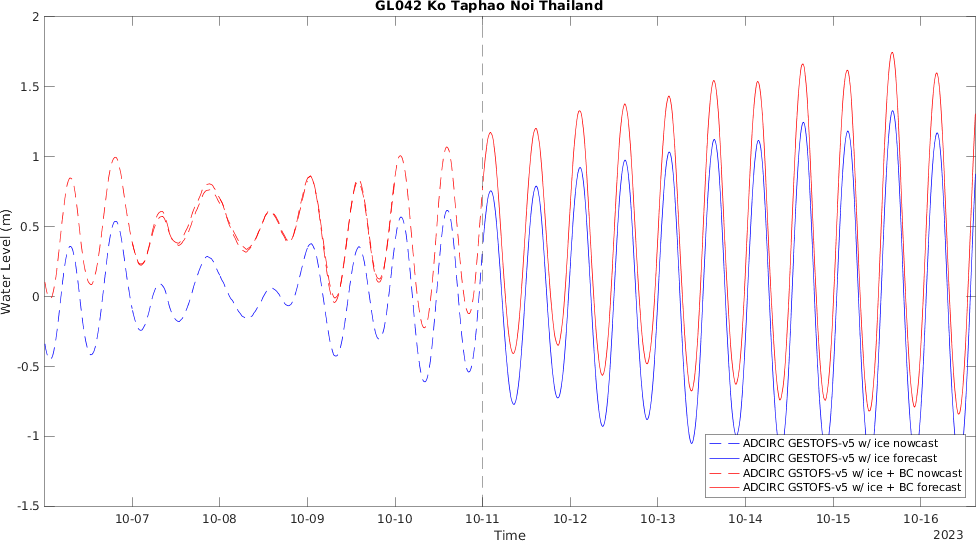 GL042 Ko Taphao Noi Thailand
2
1.5
1
0.5
0
-0.5
-1
-1.5
Water Level (m)
10-07 10-08 10-09 10-10 10-11 10-12 10-13 10-14 10-15 10-16
Time
2023
ADCIRC GESTOFS-v5 w/ ice nowcast
ADCIRC GESTOFS-v5 w/ ice forecast
ADCIRC GSTOFS-v5 w/ ice + BC nowcast
ADCIRC GSTOFS-v5 w/ ice + BC forecast